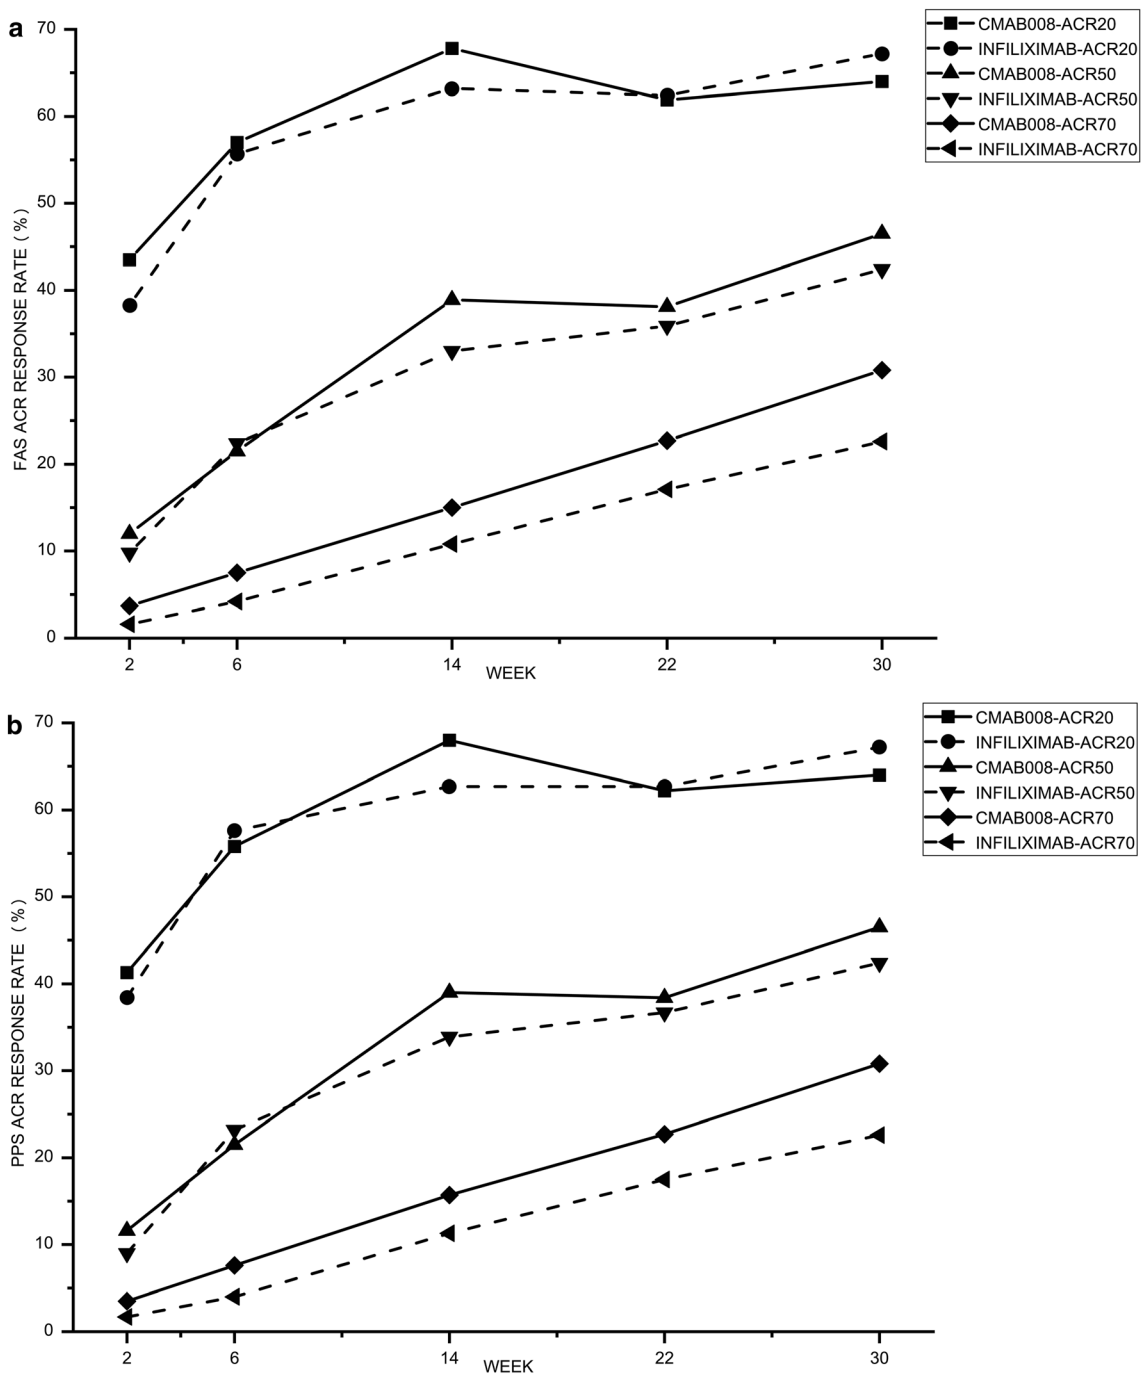 a
CMAB008-ACR20
INFILIXIMAB-ACR20
CMAB008-ACR50
INFILIXIMAB-ACR50
CMAB008-ACR70
INFILIXIMAB-ACR70
FAS ACR RESPONSE RATE (%)
70
60
50
40
30
20
10
0
2 6 14 22 30
WEEK
b
CMAB008-ACR20
INFILIXIMAB-ACR20
CMAB008-ACR50
INFILIXIMAB-ACR50
CMAB008-ACR70
INFILIXIMAB-ACR70
PPS ACR RESPONSE RATE (%)
70
60
50
40
30
20
10
0
2 6 14 22 30
WEEK